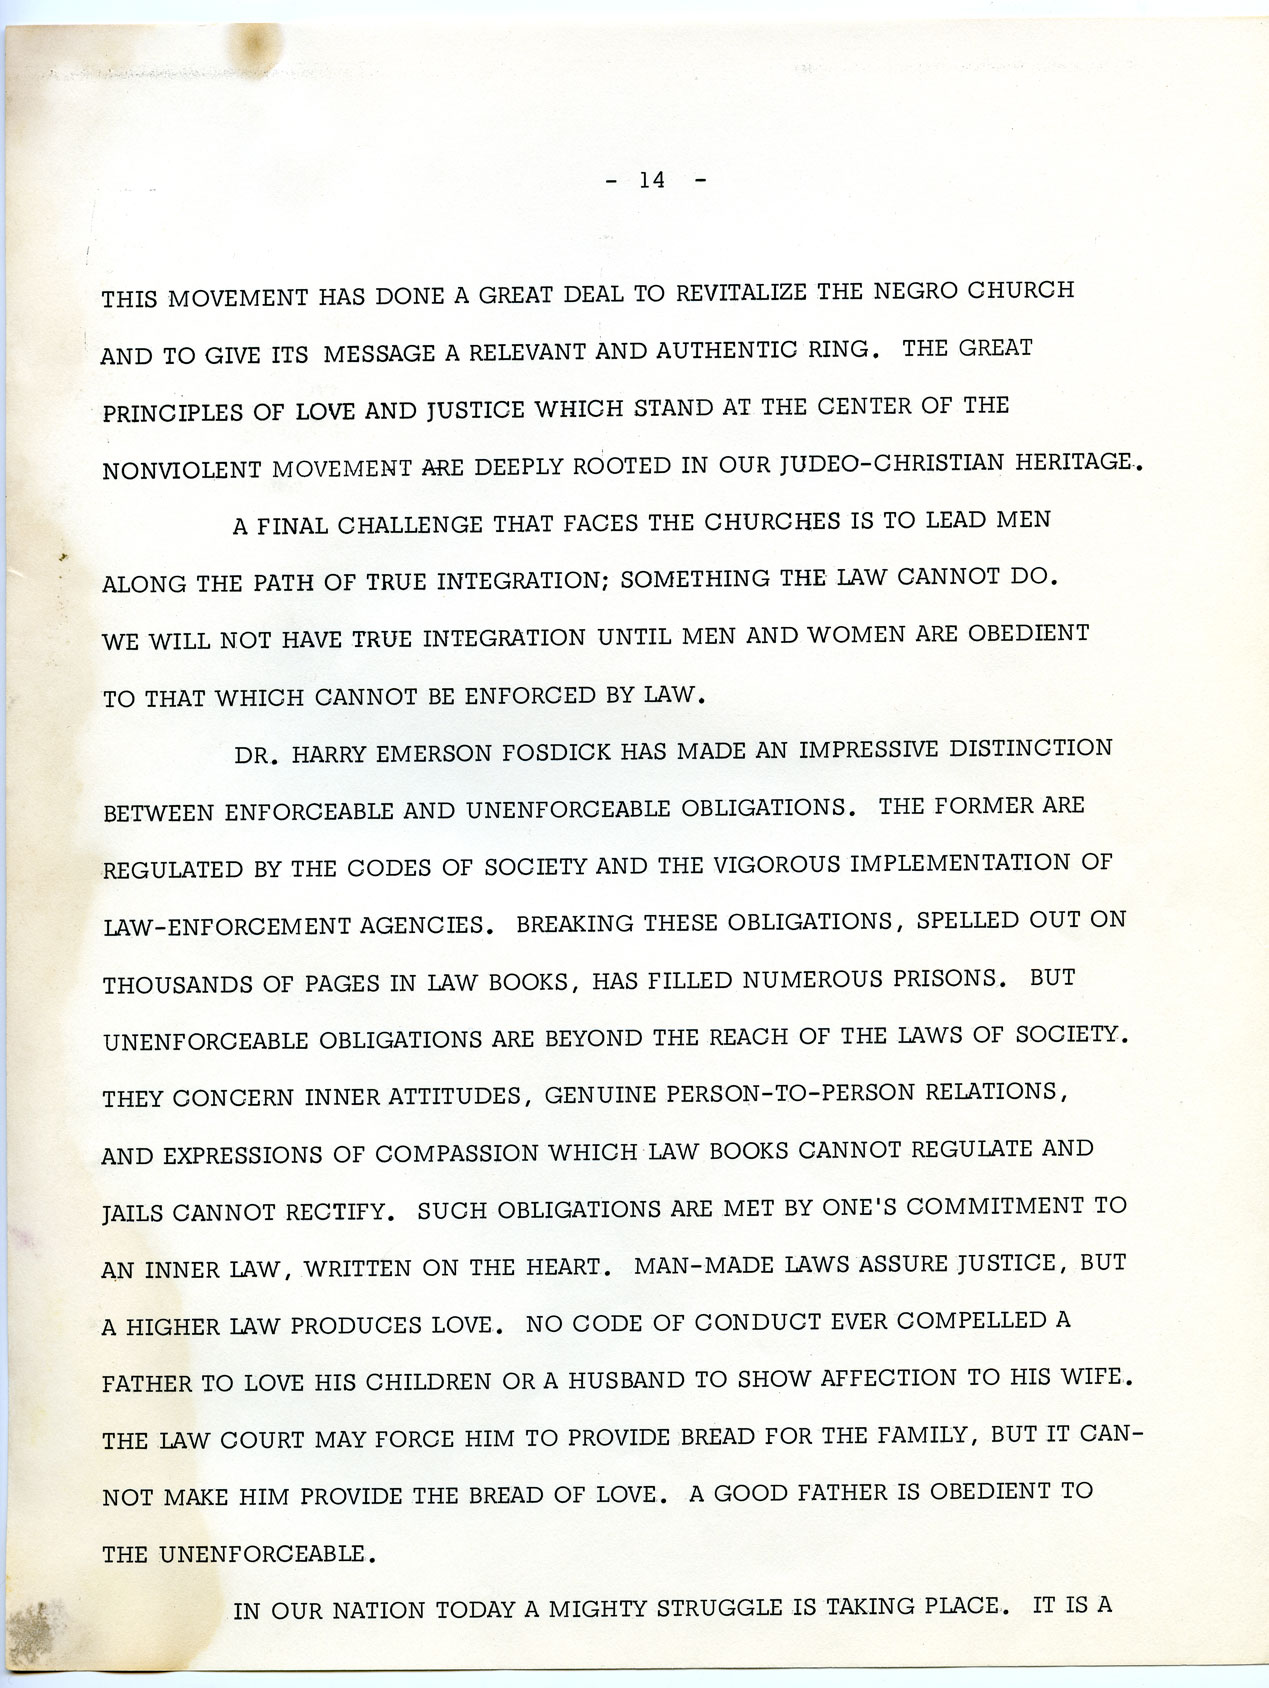 - 14 -
THIS MOVEMENT HAS DONE A GREAT DEAL TO REVITALIZE THE NEGRO CHURCH
AND TO GIVE ITS MESSAGE A RELEVANT AND AUTHENTIC RING. THE GREAT
PRINCIPLES OF LOVE AND JUSTICE WHICH STAND AT THE CENTER OF THE
NONVIOLENT MOVEMENT ARE DEEPLY ROOTED IN OUR JUDEO-CHRISTIAN HERITAGE.
A FINAL CHALLENGE THAT FACES THE CHURCHES IS TO LEAD MEN
ALONG THE PATH OF TRUE INTEGRATION; SOMETHING THE LAW CANNOT DO.
WE WILL NOT HAVE TRUE INTEGRATION UNTIL MEN AND WOMEN ARE OBEDIENT
TO THAT WHICH CANNOT BE ENFORCED BY LAW.
DR. HARRY EMERSON FOSDICK HAS MADE AN IMPRESSIVE DISTINCTION
BETWEEN ENFORCEABLE AND UNENFORCEABLE OBLIGATIONS. THE FORMER ARE
REGULATED BY THE CODES OF SOCIETY AND THE VIGOROUS IMPLEMENTATION OF
LAW-ENFORCEMENT AGENCIES. BREAKING THESE OBLIGATIONS, SPELLED OUT ON
THOUSANDS OF PAGES IN LAW BOOKS, HAS FILLED NUMEROUS PRISONS. BUT
UNENFORCEABLE OBLIGATIONS ARE BEYOND THE REACH OF THE LAWS OF SOCIETY.
THEY CONCERN INNER ATTITUDES, GENUINE PERSON-TO-PERSON RELATIONS,
AND EXPRESSIONS OF COMPASSION WHICH LAW BOOKS CANNOT REGULATE AND
JAILS CANNOT RECTIFY. SUCH OBLIGATIONS ARE MET BY ONE'S COMMITMENT TO
AN INNER LAW, WRITTEN ON THE HEART. MAN-MADE LAWS ASSURE JUSTICE, BUT
A HIGHER LAW PRODUCES LOVE. NO CODE OF CONDUCT EVER COMPELLED A
FATHER TO LOVE HIS CHILDREN OR A HUSBAND TO SHOW AFFECTION TO HIS WIFE.
THE LAW COURT MAY FORCE HIM TO PROVIDE BREAD FOR THE FAMILY, BUT IT CAN-
NOT MAKE HIM PROVIDE THE BREAD OF LOVE. A GOOD FATHER IS OBEDIENT TO
THE UNENFORCEABLE.
IN OUR NATION TODAY A MIGHTY STRUGGLE IS TAKING PLACE. IT IS A